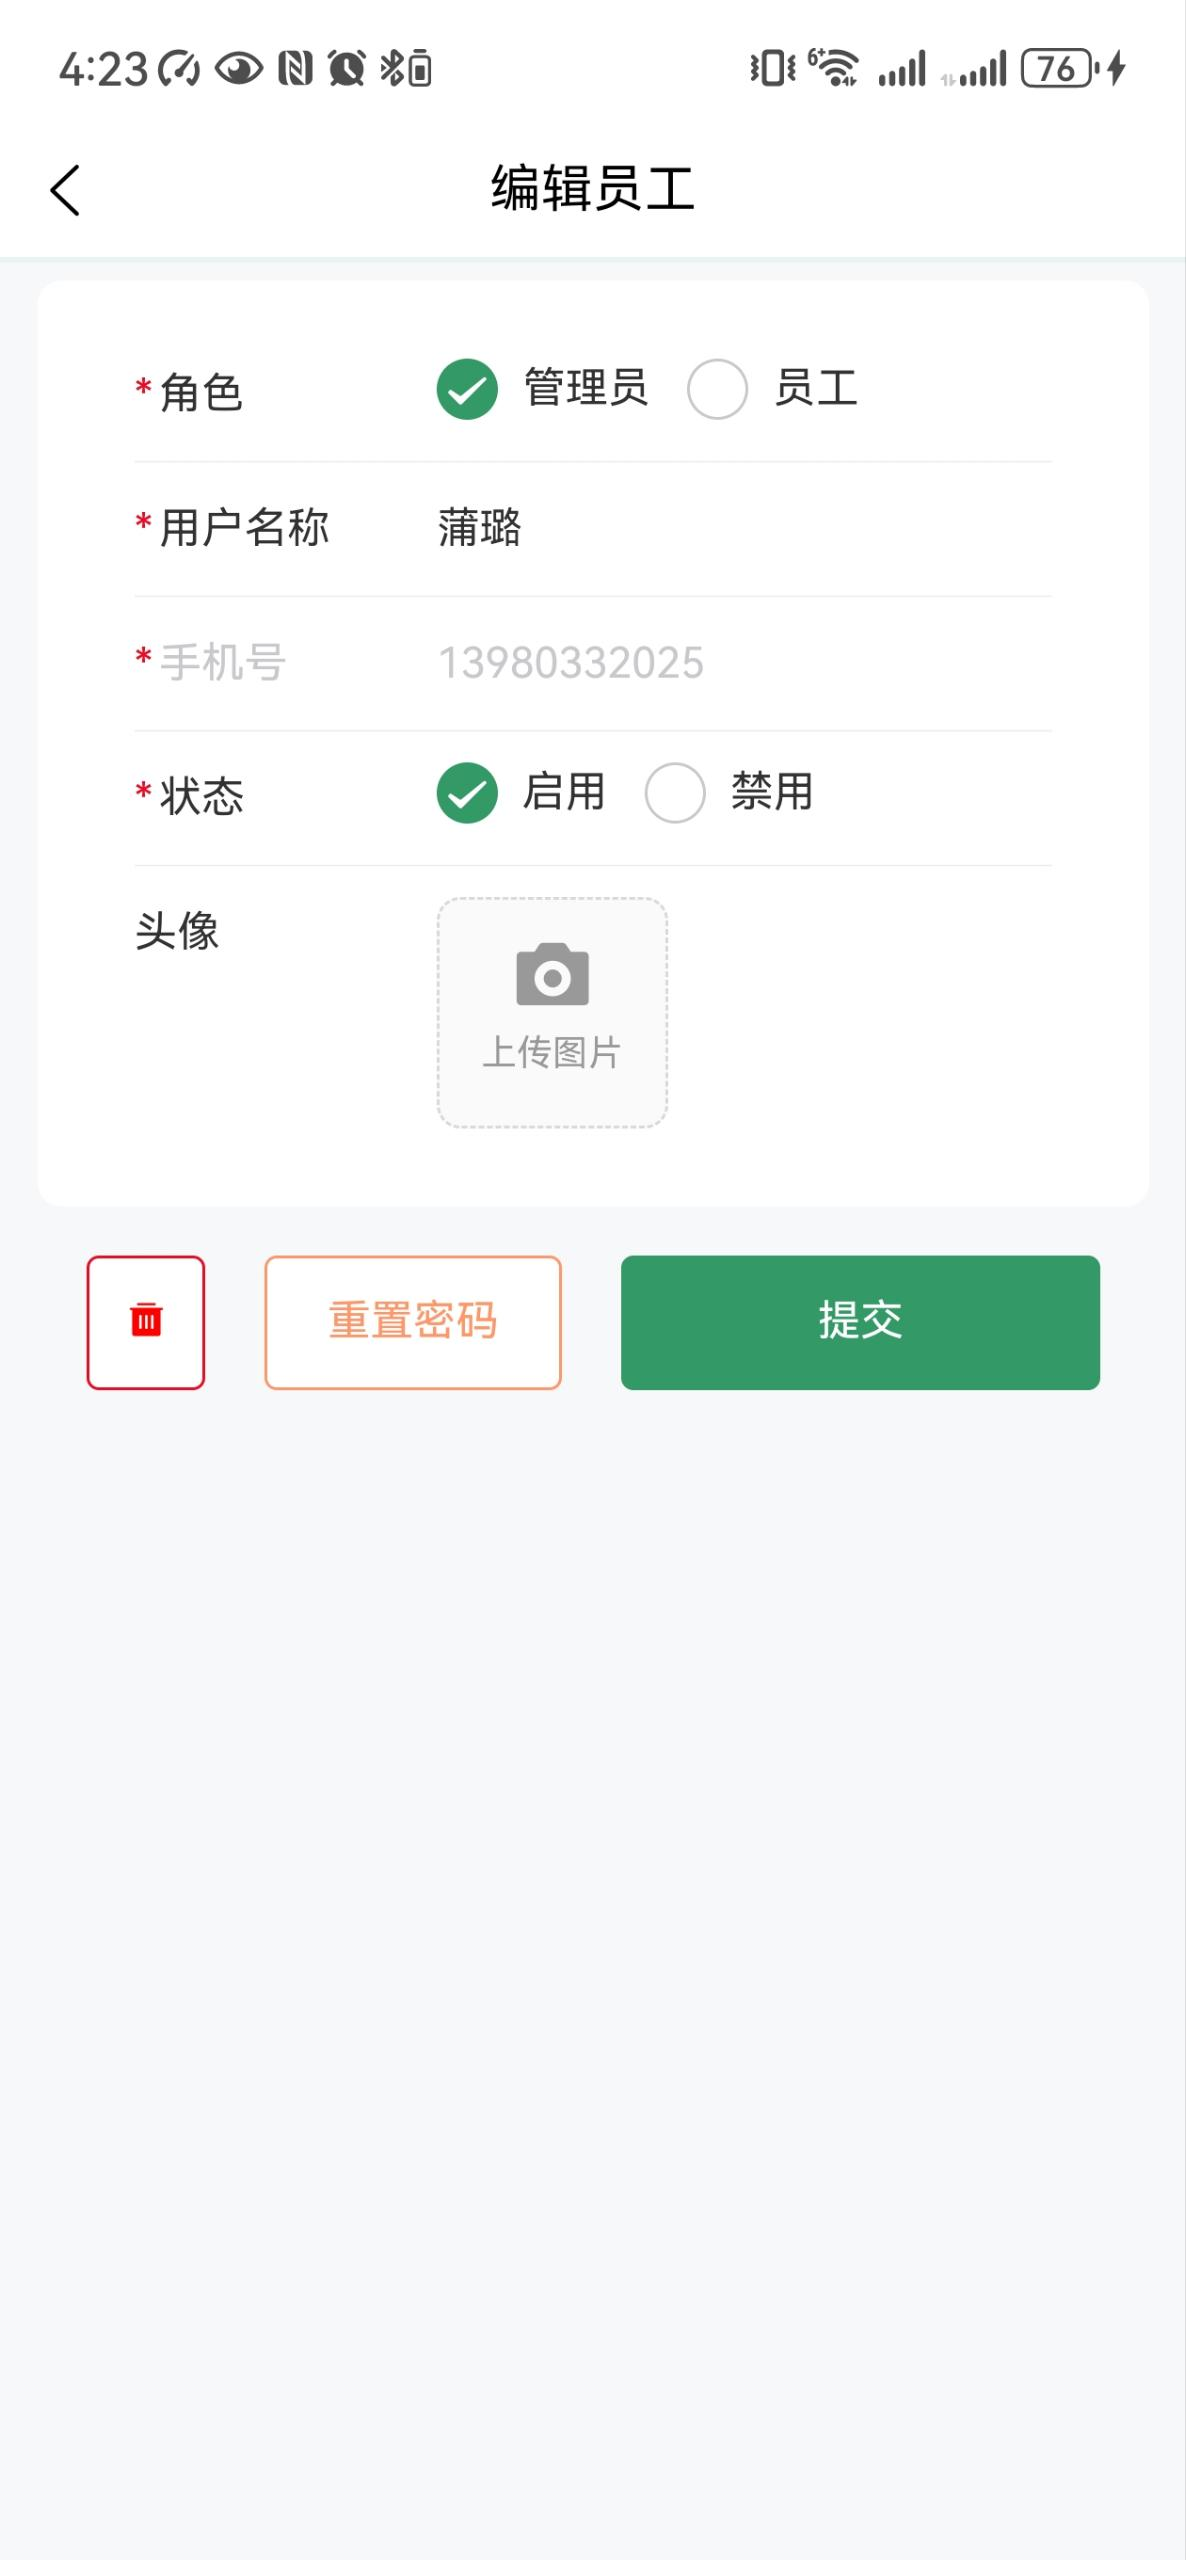 4:23 6+ 76
编辑员工
*角色 管理员 员工
*用户名称 蒲璐
*手机号 13980332025
*状态 启用 禁用
头像
上传图片
重置密码 提交